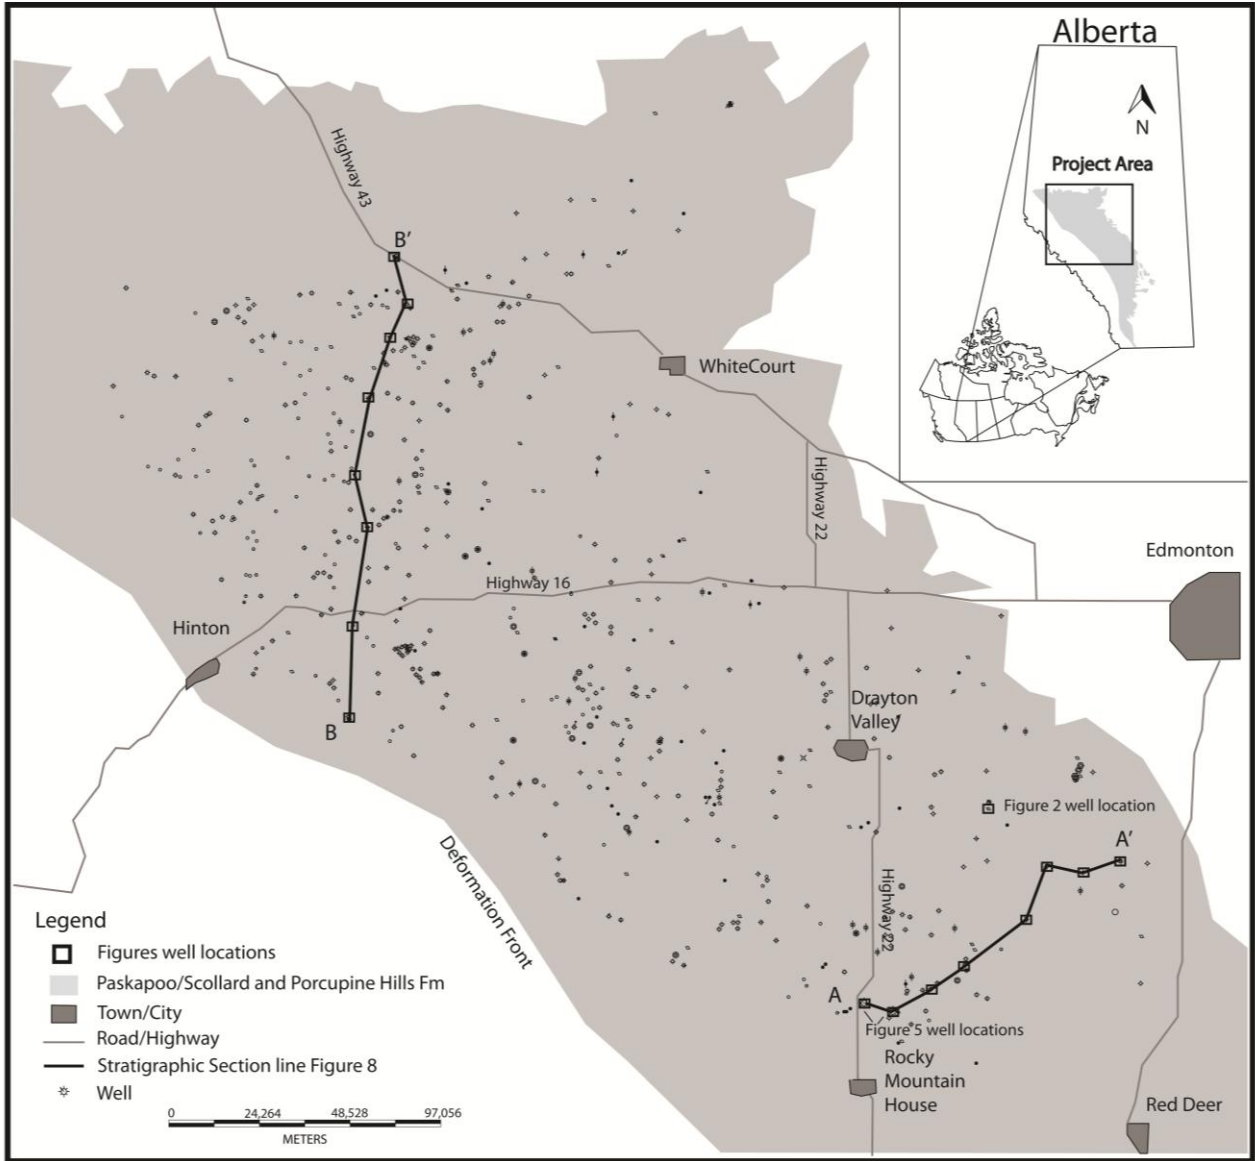 Alberta
N
Project Area
Highway 43
B'
WhiteCourt
Highway 22
Edmonton
Highway 16
Hinton
B
Drayton
Valley
Figure 2 well location
A'
Deformation Front
Highway 22
A
Figure 5 well locations
Rocky
Mountain
House
Red Deer
Legend
Figures well locations
Paskapoo/Scollard and Porcupine Hills Fm
Town/City
Road/Highway
Stratigraphic Section line Figure 8
Well
0 24,264 48,528 97,056
METERS